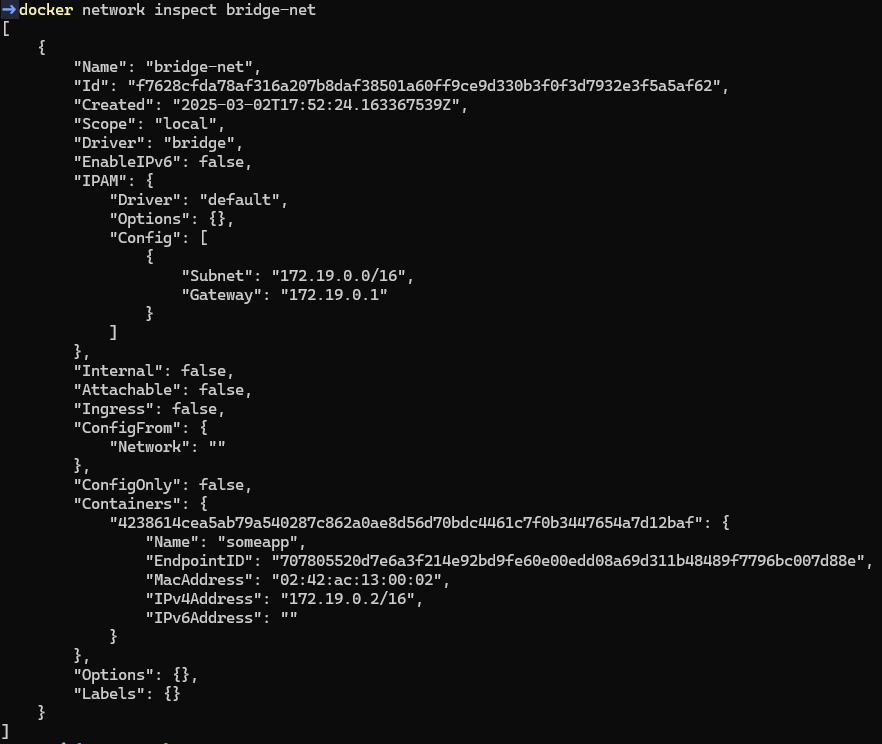 →docker network inspect bridge-net
[
    {
        "Name": "bridge-net",
        "Id": "f7628cfda78af316a207b8daf38501a60ff9ce9d330b3f0f3d7932e3f5a5af62",
        "Created": "2025-03-02T17:52:24.163367539Z",
        "Scope": "local",
        "Driver": "bridge",
        "EnableIPv6": false,
        "IPAM": {
            "Driver": "default",
            "Options": {},
            "Config": [
                {
                    "Subnet": "172.19.0.0/16",
                    "Gateway": "172.19.0.1"
                }
            ]
        },
        "Internal": false,
        "Attachable": false,
        "Ingress": false,
        "ConfigFrom": {
            "Network": ""
        },
        "ConfigOnly": false,
        "Containers": {
            "4238614cea5ab79a540287c862a0ae8d56d70bdc4461c7f0b3447654a7d12baf": {
                "Name": "someapp",
                "EndpointID": "707805520d7e6a3f214e92bd9fe60e00edd08a69d311b48489f7796bc007d88e",
                "MacAddress": "02:42:ac:13:00:02",
                "IPv4Address": "172.19.0.2/16",
                "IPv6Address": ""
            }
        },
        "Options": {},
        "Labels": {}
    }
]